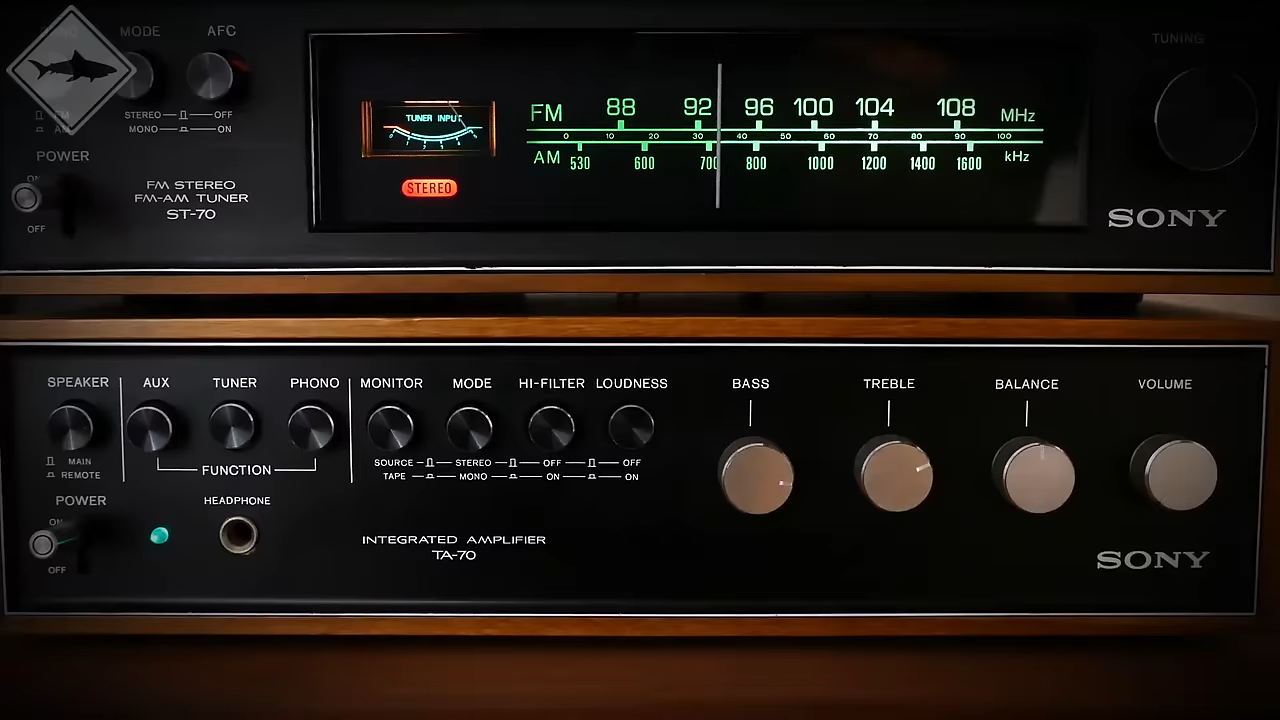 MODE AFC
STEREO OFF
MONO ON
FM
AM
POWER
ON
OFF
FM STEREO
FM-AM TUNER
ST-70
TUNER INPUT
STEREO
FM 88 92 96 100 104 108 MHz
0 10 20 30 40 50 60 70 80 90 100
AM 530 600 700 800 1000 1200 1400 1600 kHz
TUNING
SONY
SPEAKER AUX TUNER PHONO MONITOR MODE HI-FILTER LOUDNESS BASS TREBLE BALANCE VOLUME
MAIN
REMOTE
FUNCTION
SOURCE STEREO OFF OFF
TAPE MONO ON ON
POWER
ON
OFF
HEADPHONE
INTEGRATED AMPLIFIER
TA-70
SONY